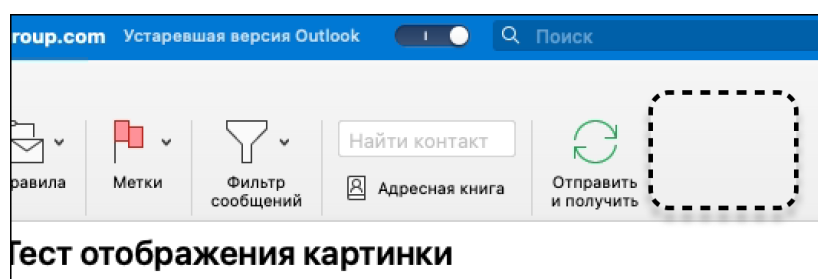 roup.com Устаревшая версия Outlook Поиск
Найти контакт
равила Метки Фильтр сообщений Адресная книга Отправить и получить
Тест отображения картинки